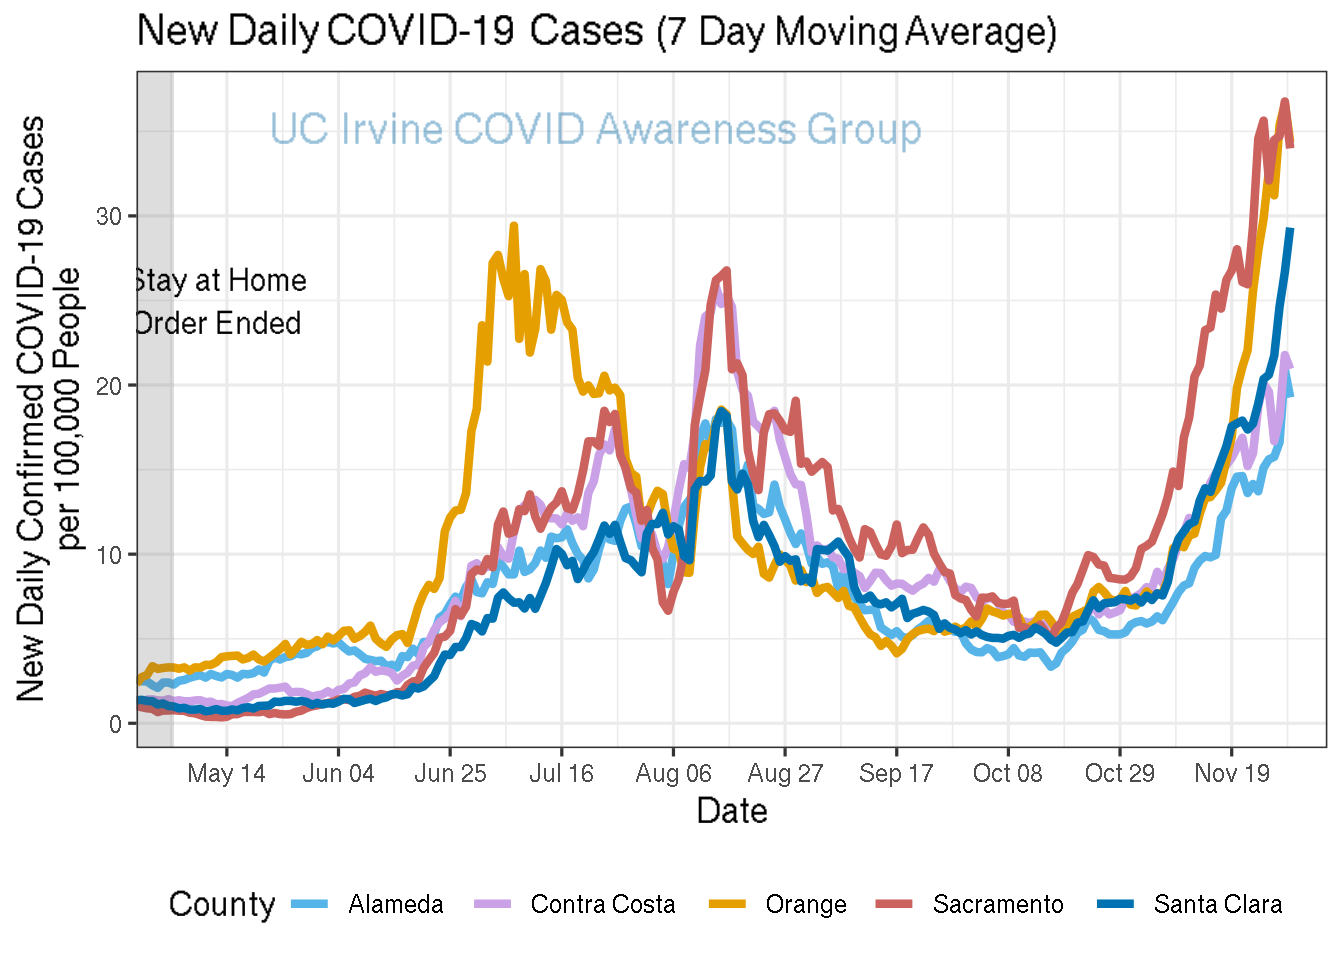 New Daily COVID-19 Cases (7 Day Moving Average)
UC Irvine COVID Awareness Group
New Daily Confirmed COVID-19 Cases
per 100,000 People
30
20
10
0
Stay at Home
Order Ended
May 14 Jun 04 Jun 25 Jul 16 Aug 06 Aug 27 Sep 17 Oct 08 Oct 29 Nov 19
Date
County Alameda Contra Costa Orange Sacramento Santa Clara